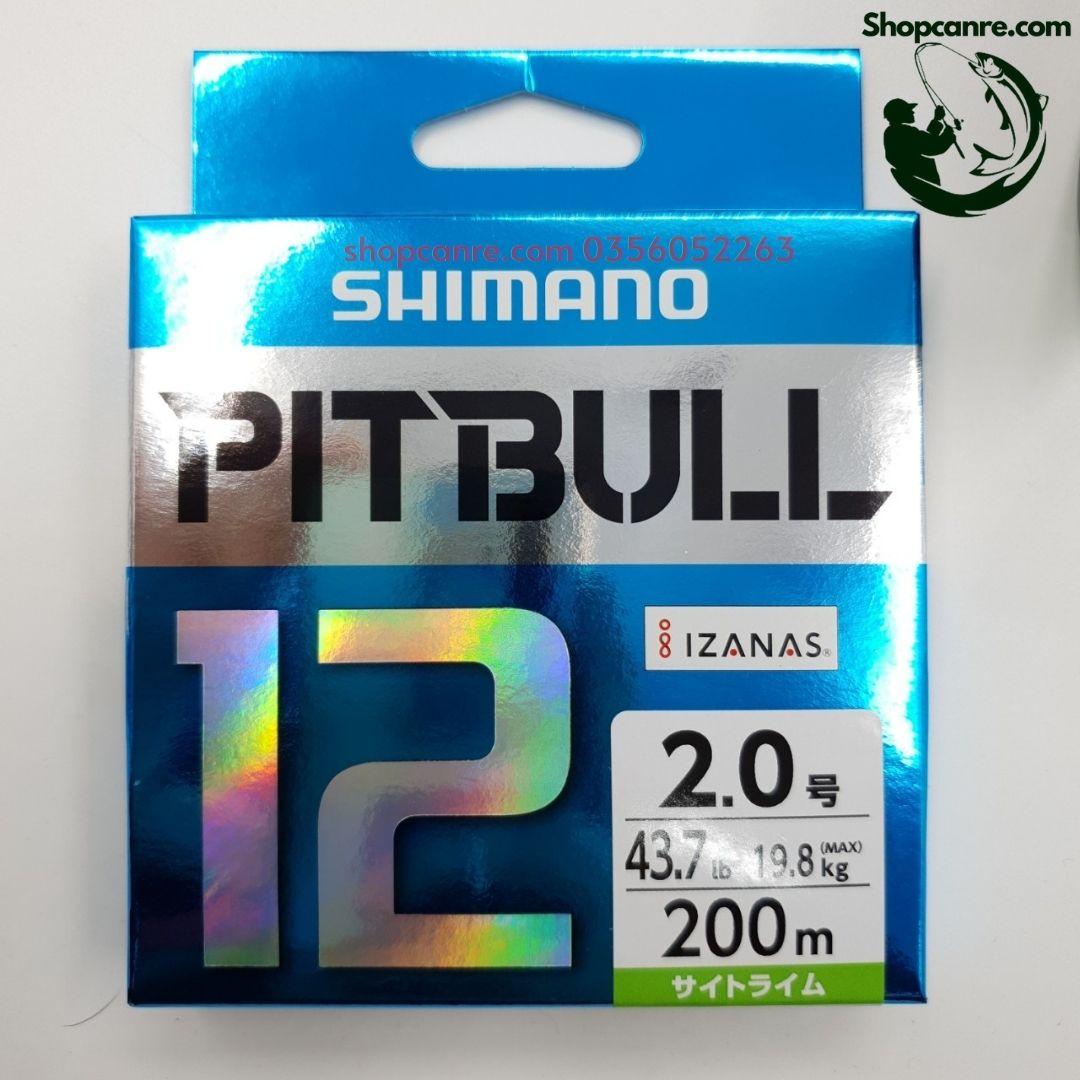 Shopcanre.com
shopcanre.com 0356052263
SHIMANO
PITBULL
12
IZANAS®
2.0号
43.7 lb 19.8 kg (MAX)
200m
サイトライム